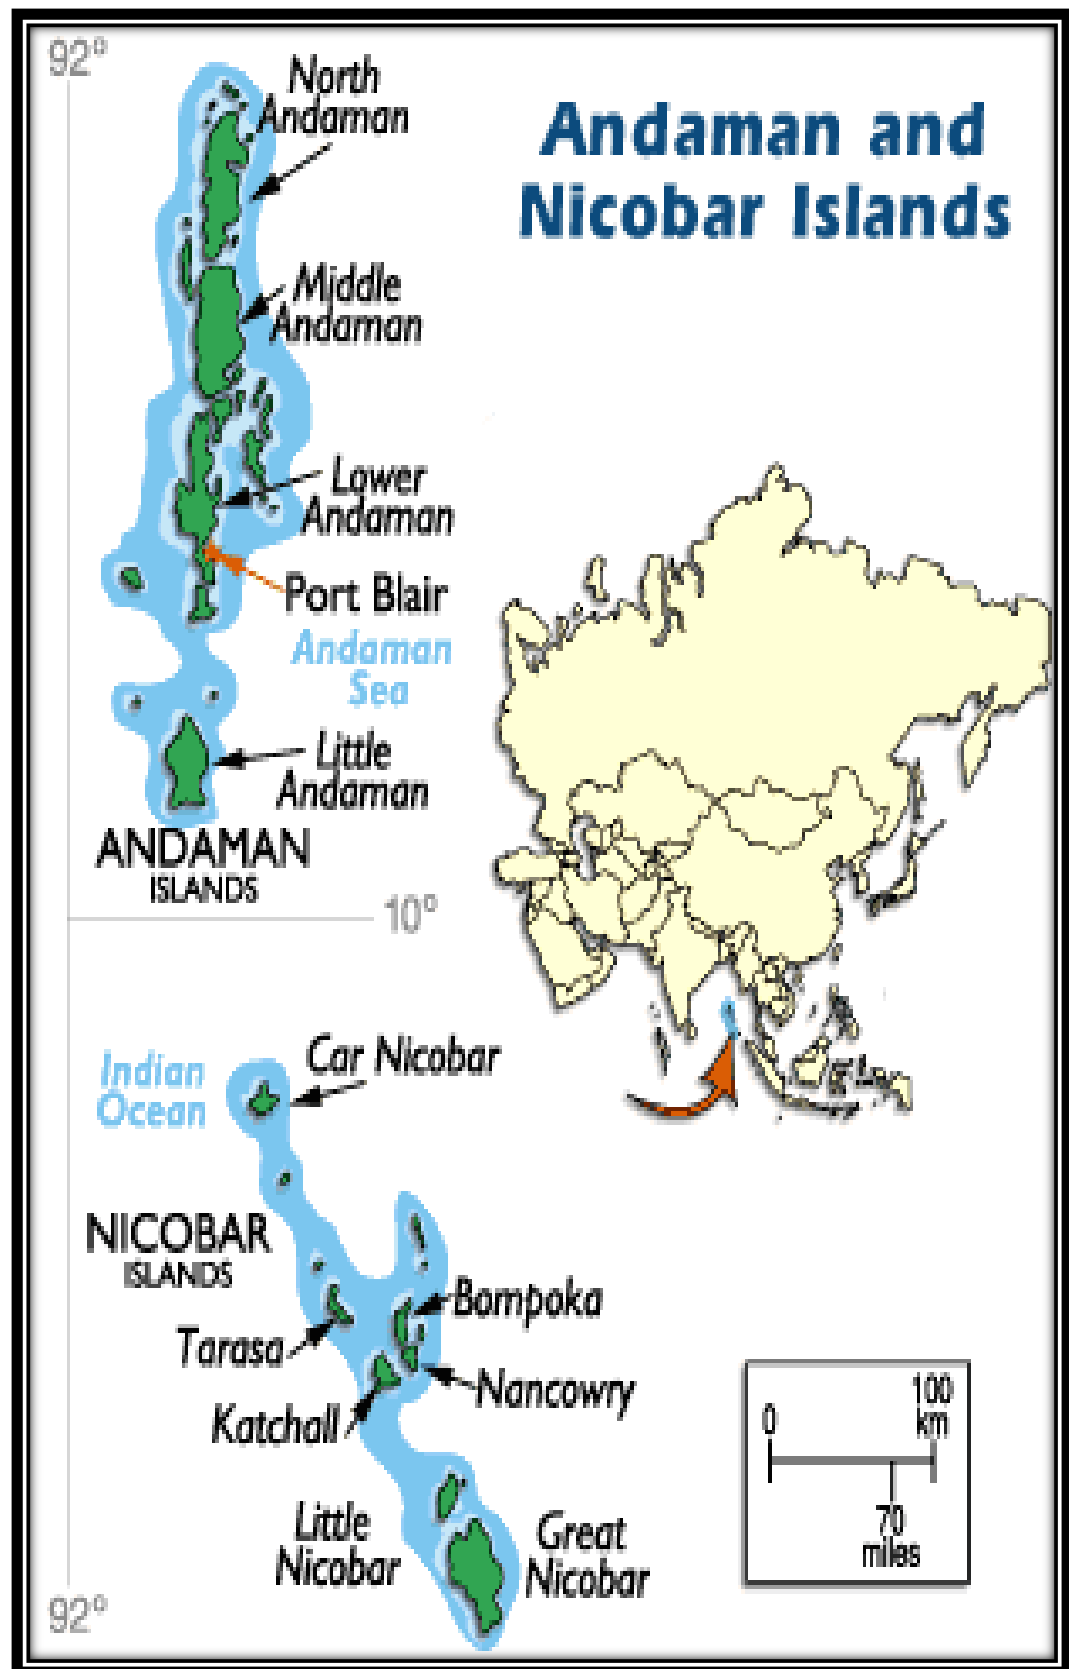 92°
North
Andaman
Andaman and
Nicobar Islands
Middle
Andaman
Lower
Andaman
Port Blair
Andaman
Sea
Little
Andaman
ANDAMAN
ISLANDS
10°
Indian
Ocean
Car Nicobar
NICOBAR
ISLANDS
Bompoka
Tarasa
Nancowry
Katchall
0
100
km
70
miles
Little
Nicobar
Great
Nicobar
92°